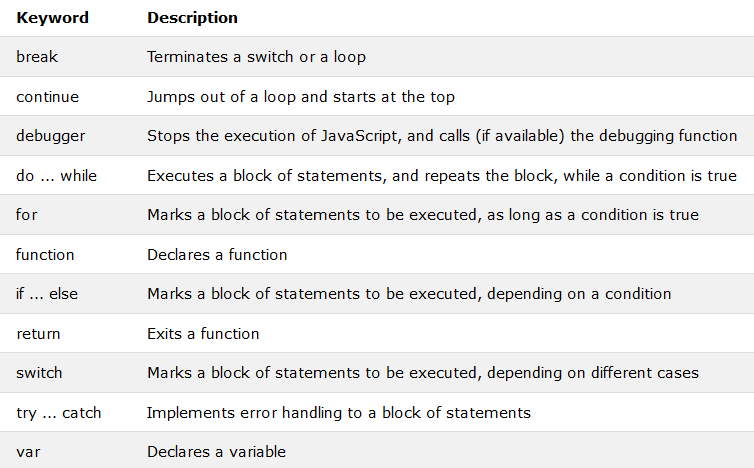 Keyword Description
break Terminates a switch or a loop
continue Jumps out of a loop and starts at the top
debugger Stops the execution of JavaScript, and calls (if available) the debugging function
do ... while Executes a block of statements, and repeats the block, while a condition is true
for Marks a block of statements to be executed, as long as a condition is true
function Declares a function
if ... else Marks a block of statements to be executed, depending on a condition
return Exits a function
switch Marks a block of statements to be executed, depending on different cases
try ... catch Implements error handling to a block of statements
var Declares a variable